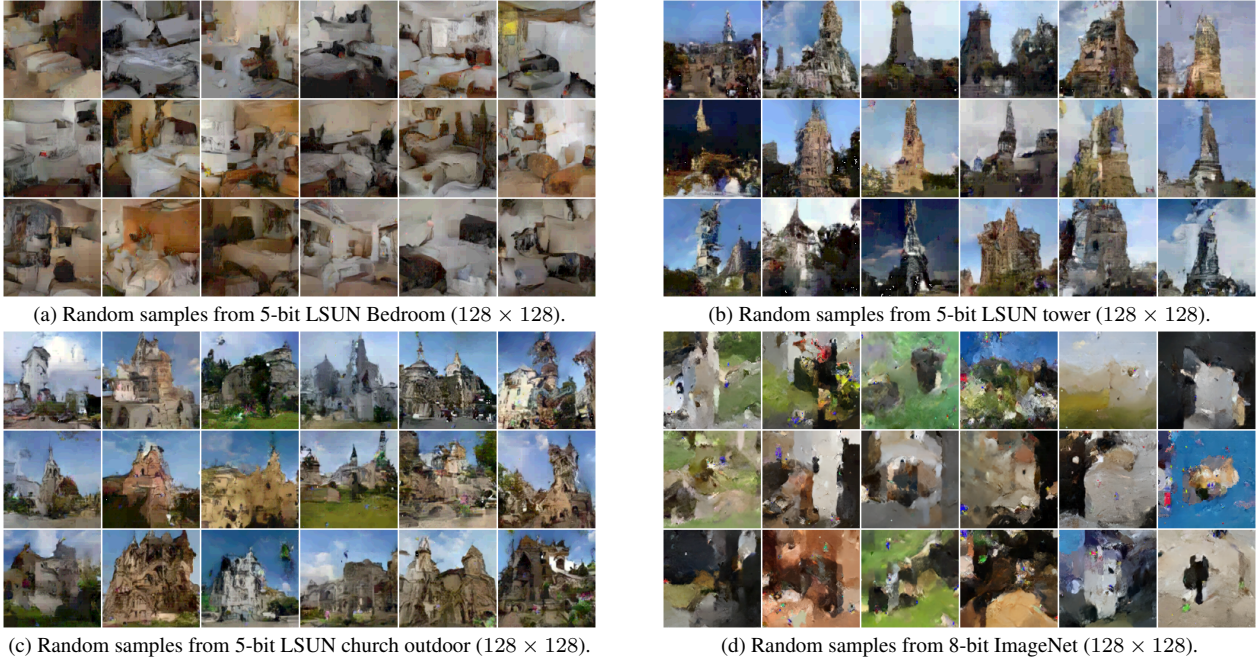 (a) Random samples from 5-bit LSUN Bedroom (128 × 128).
(b) Random samples from 5-bit LSUN tower (128 × 128).
(c) Random samples from 5-bit LSUN church outdoor (128 × 128).
(d) Random samples from 8-bit ImageNet (128 × 128).